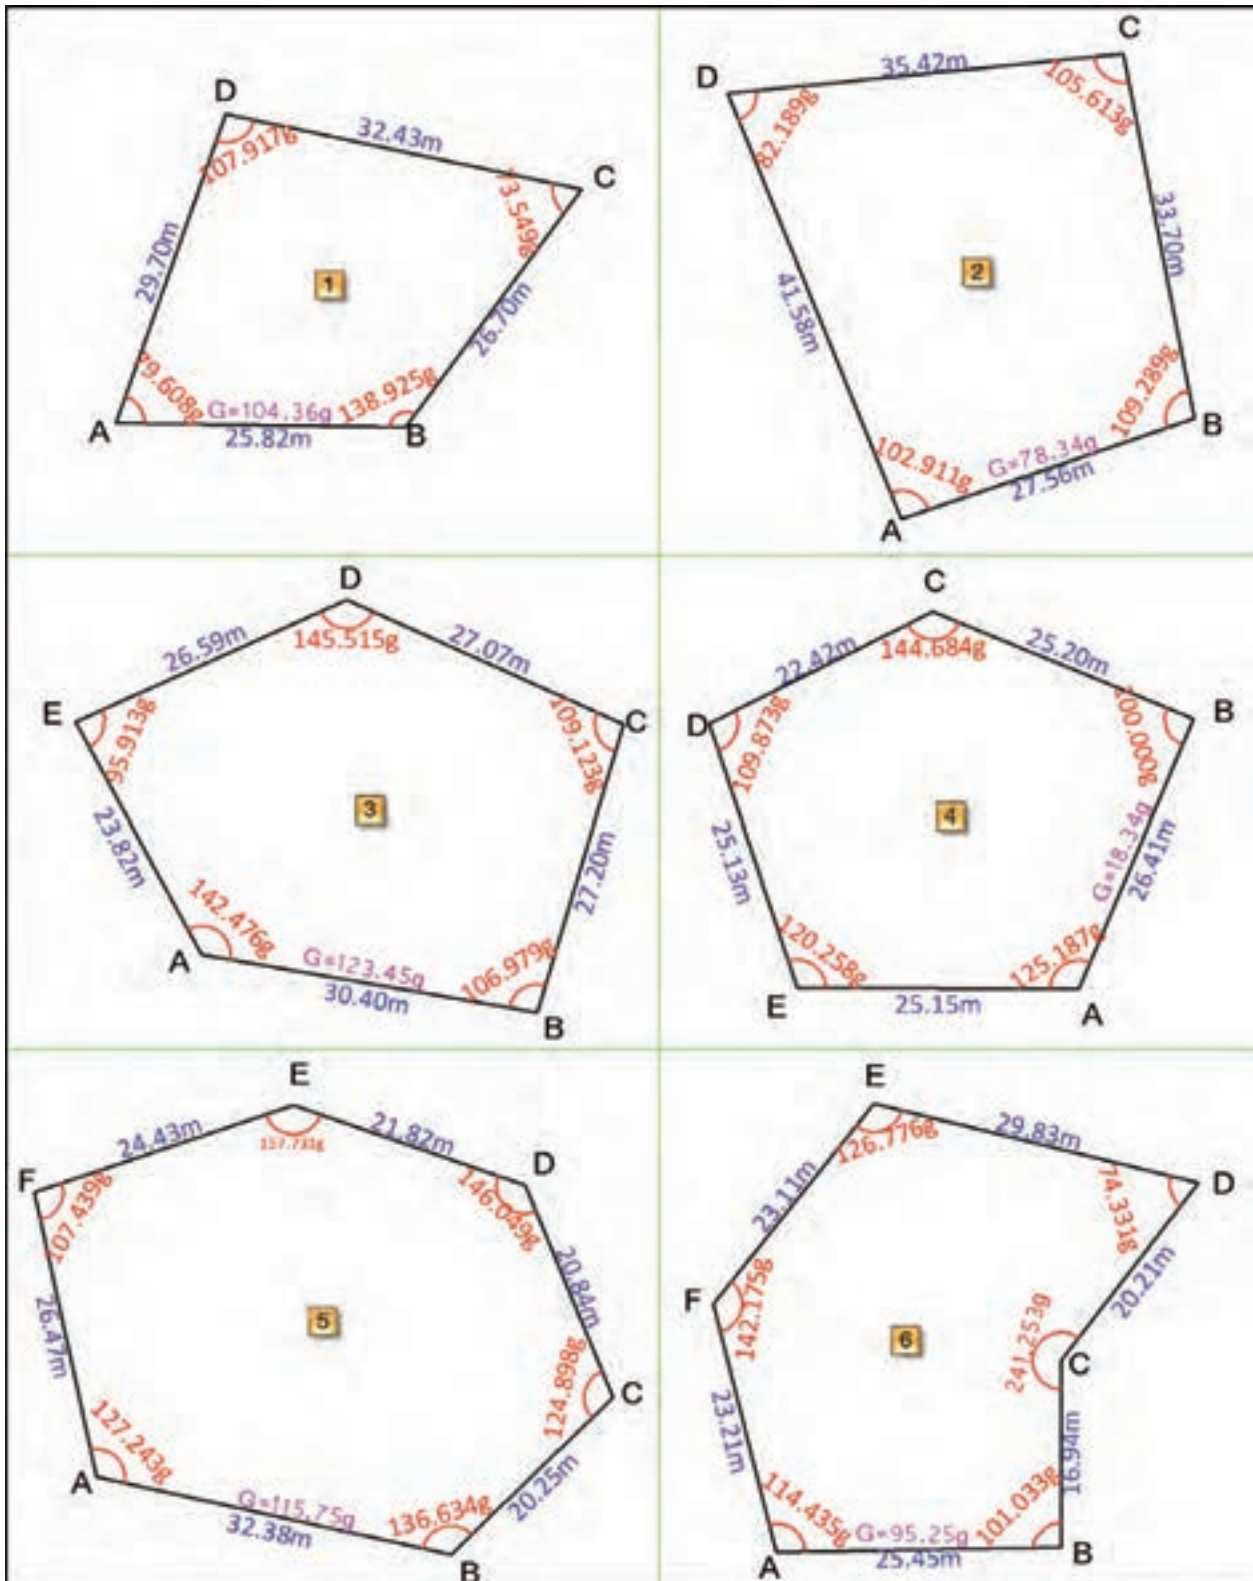 D
32.43m
107.917g
C
73.549g
29.70m
1
26.70m
79.608g
G=104.36g
138.925g
A
25.82m
B
C
D
35.42m
105.613g
82.189g
33.70m
2
41.58m
109.289g
102.911g
G=78.34g
27.56m
B
A
D
145.515g
26.59m
27.07m
E
C
95.913g
109.123g
3
23.82m
27.20m
142.476g
A
G=123.45g
106.979g
30.40m
B
C
144.684g
22.42m
25.20m
B
D
109.873g
100.000g
4
25.13m
G=18.34g
26.41m
120.258g
125.187g
E
25.15m
A
E
24.43m
157.731g
21.82m
D
F
107.439g
146.049g
20.84m
26.47m
5
124.898g
C
127.243g
A
G=115.75g
136.634g
20.25m
32.38m
B
E
126.776g
29.83m
D
23.11m
74.331g
20.21m
F
142.175g
6
241.253g
C
23.21m
16.94m
114.435g
G=95.25g
101.033g
A
25.45m
B